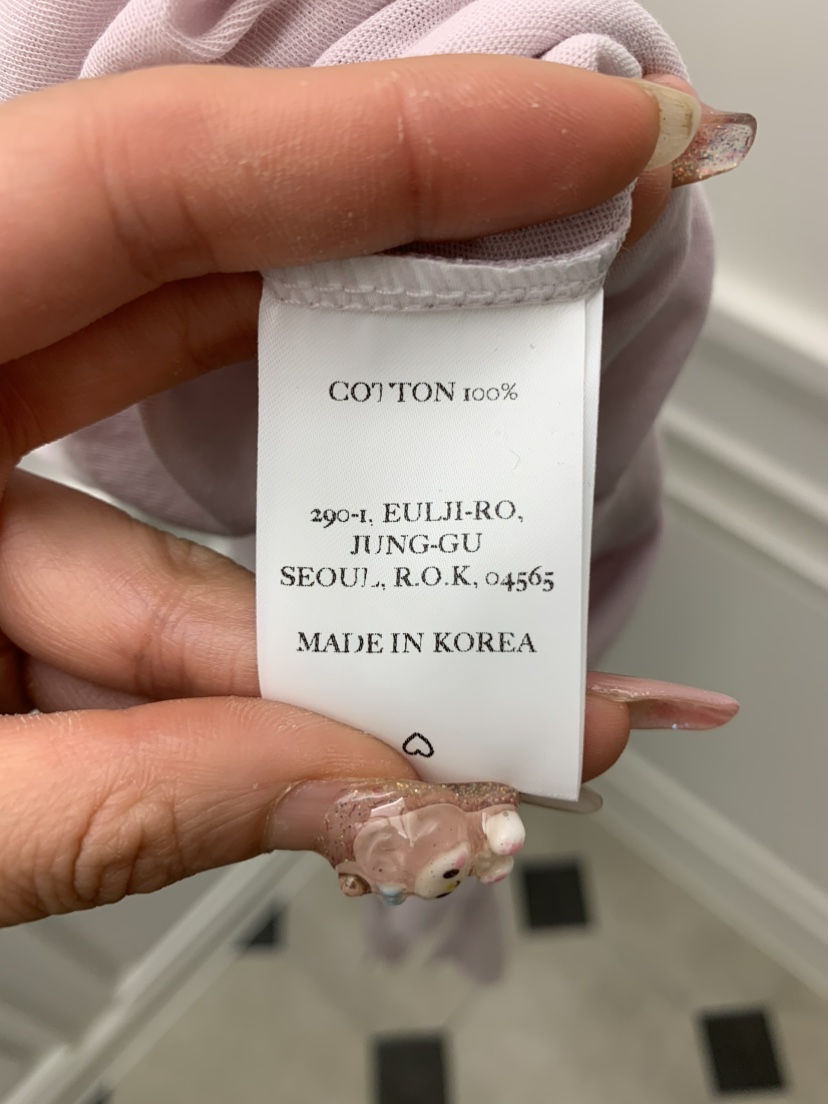 COTTON 100%
290-1, EULJI-RO,
JUNG-GU
SEOUL, R.O.K, 04565
MADE IN KOREA